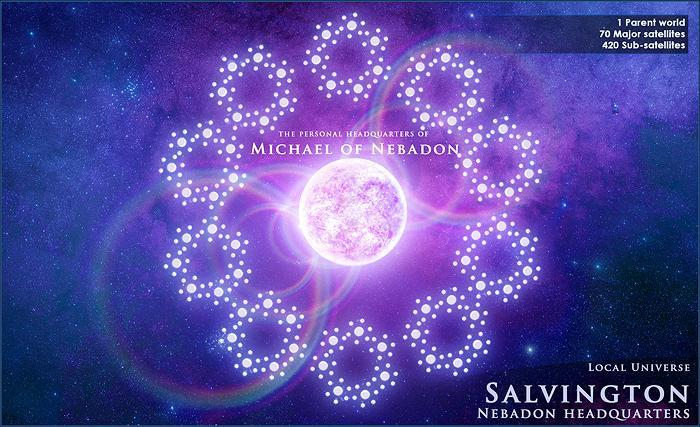 1 Parent world
70 Major satellites
420 Sub-satellites
THE PERSONAL HEADQUARTERS OF
MICHAEL OF NEBADON
LOCAL UNIVERSE
SALVINGTON
NEBADON HEADQUARTERS